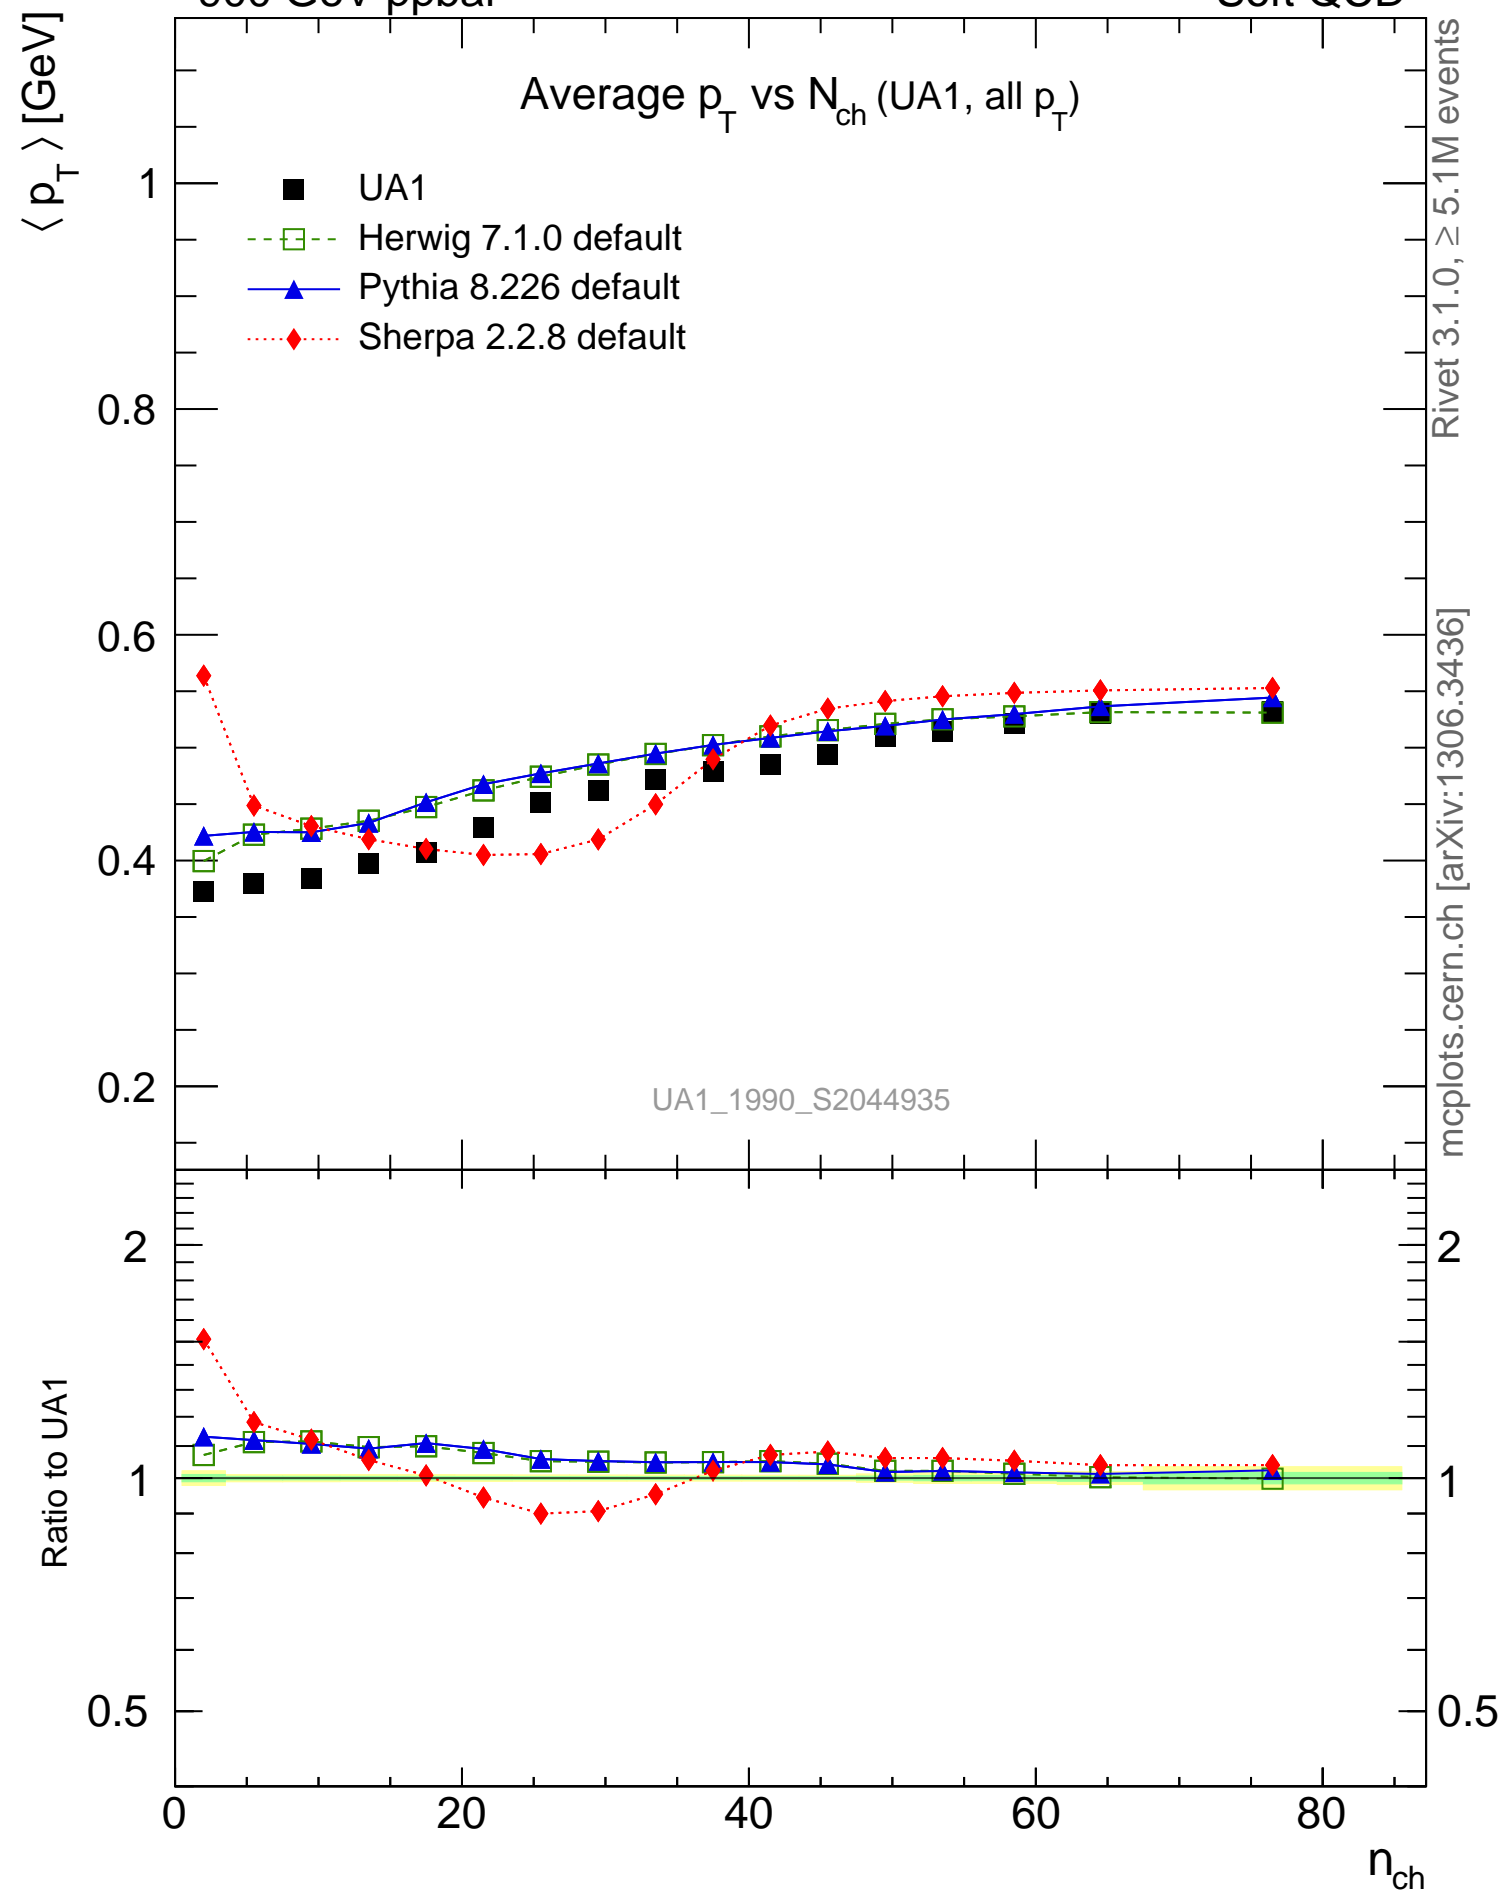 ⟨ p_T ⟩ [GeV]
Average p_T vs N_ch (UA1, all p_T)
UA1
Herwig 7.1.0 default
Pythia 8.226 default
Sherpa 2.2.8 default
1
0.8
0.6
0.4
0.2
UA1_1990_S2044935
Rivet 3.1.0, ≥ 5.1M events
mcplots.cern.ch [arXiv:1306.3436]
Ratio to UA1
2
1
0.5
2
1
0.5
0 20 40 60 80
n_ch